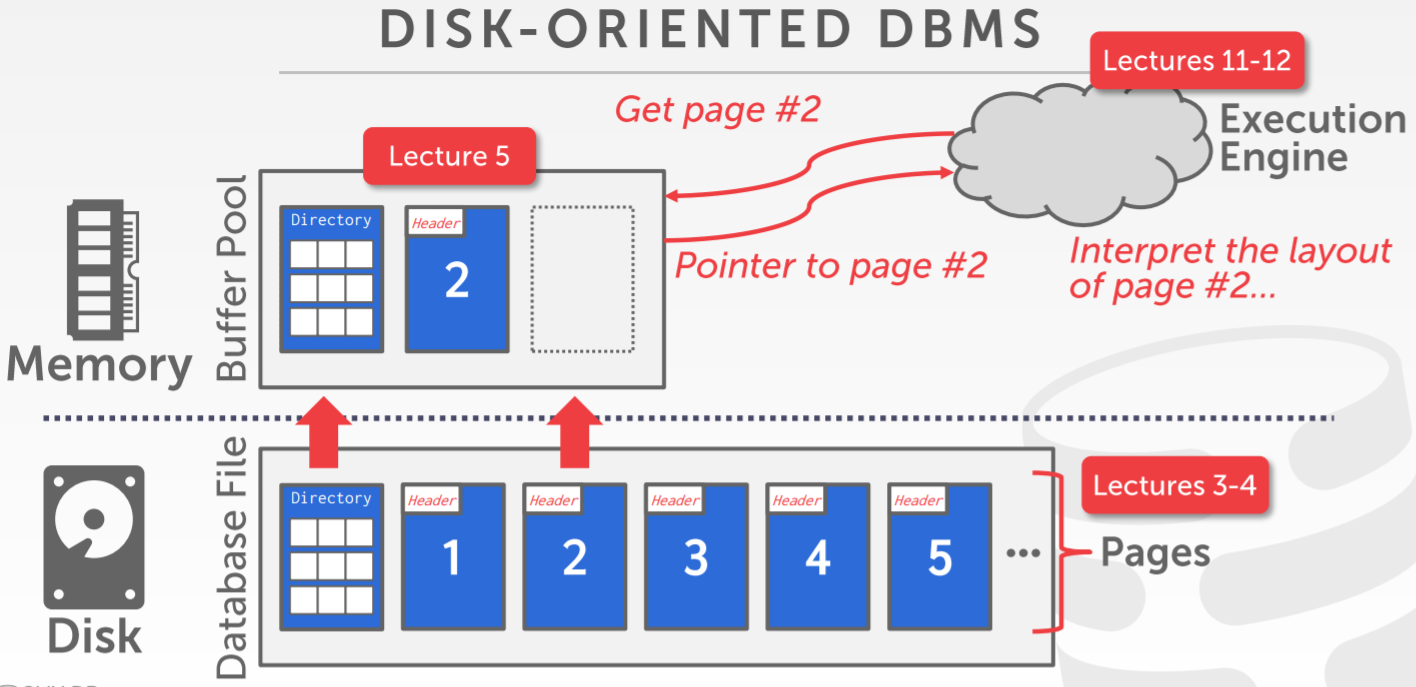 DISK-ORIENTED DBMS
Lectures 11-12
Get page #2
Execution
Engine
Lecture 5
Buffer Pool
Directory
Header
2
Pointer to page #2
Interpret the layout
of page #2...
Memory
Database File
Directory
Header
1
Header
2
Header
3
Header
4
Header
5
...
Lectures 3-4
Pages
Disk